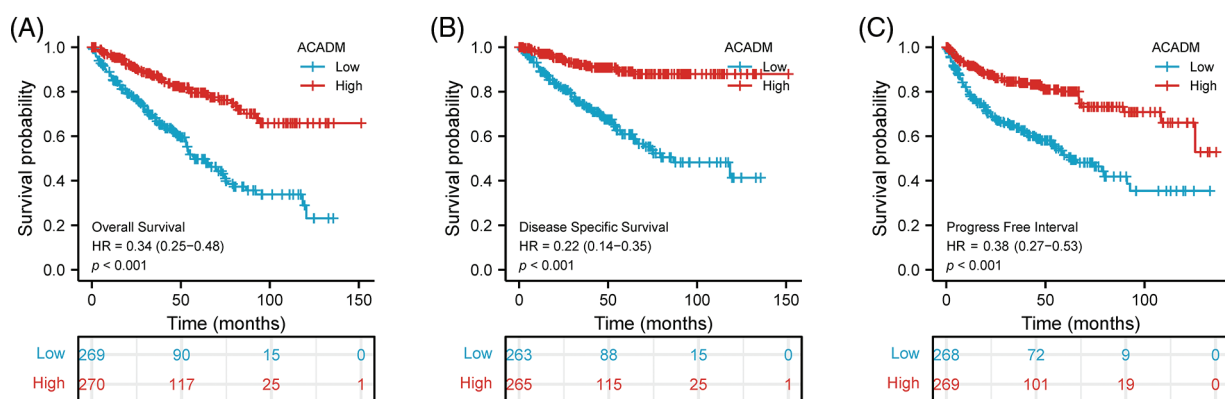 (A)
Survival probability
1.0
0.8
0.6
0.4
0.2
0.0
ACADM
Low
High
Overall Survival
HR = 0.34 (0.25−0.48)
p < 0.001
0 50 100 150
Time (months)
Low 269 90 15 0
High 270 117 25 1
(B)
Survival probability
1.0
0.8
0.6
0.4
0.2
0.0
ACADM
Low
High
Disease Specific Survival
HR = 0.22 (0.14−0.35)
p < 0.001
0 50 100 150
Time (months)
Low 263 88 15 0
High 265 115 25 1
(C)
Survival probability
1.0
0.8
0.6
0.4
0.2
0.0
ACADM
Low
High
Progress Free Interval
HR = 0.38 (0.27−0.53)
p < 0.001
0 50 100
Time (months)
Low 268 72 9 0
High 269 101 19 0